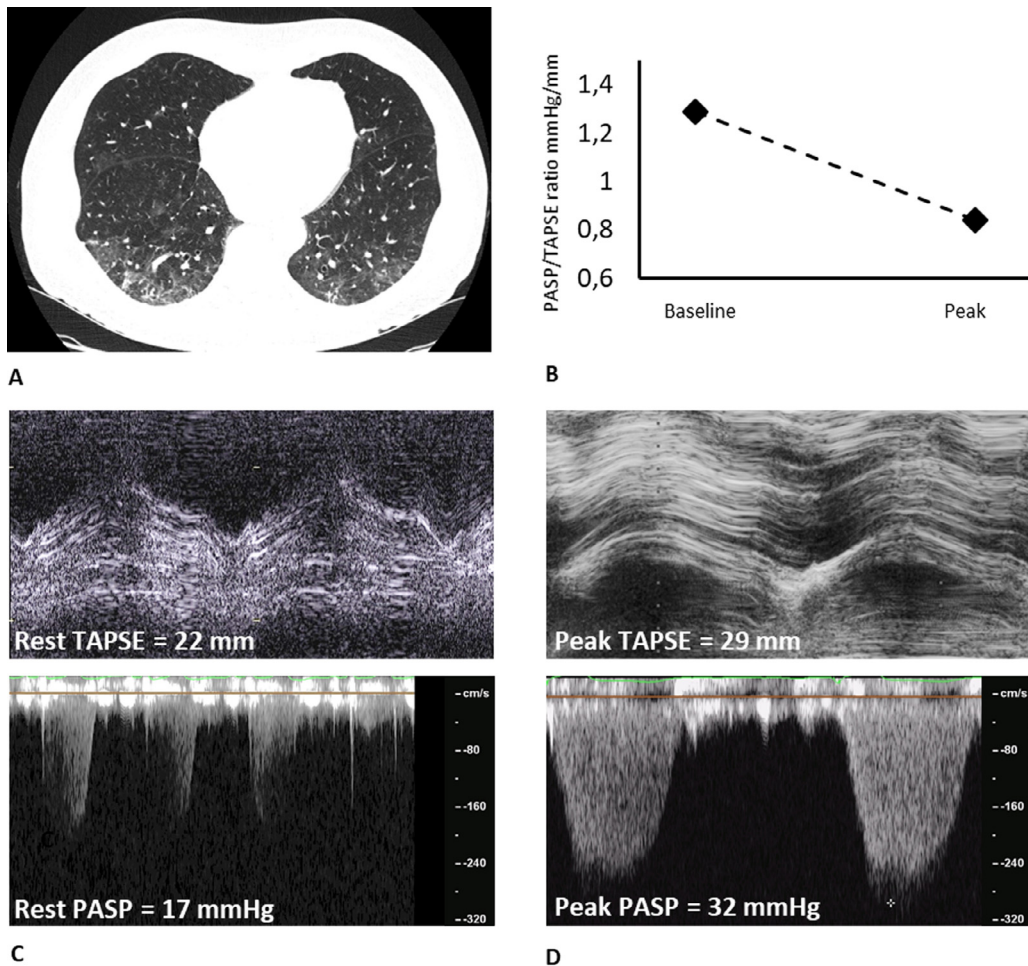 PASP/TAPSE ratio mmHg/mm
1,4
1,2
1
0,8
0,6
Baseline
Peak
A
B
Rest TAPSE = 22 mm
Peak TAPSE = 29 mm
cm/s
-80
-160
-240
-320
Rest PASP = 17 mmHg
cm/s
-80
-160
-240
-320
Peak PASP = 32 mmHg
C
D